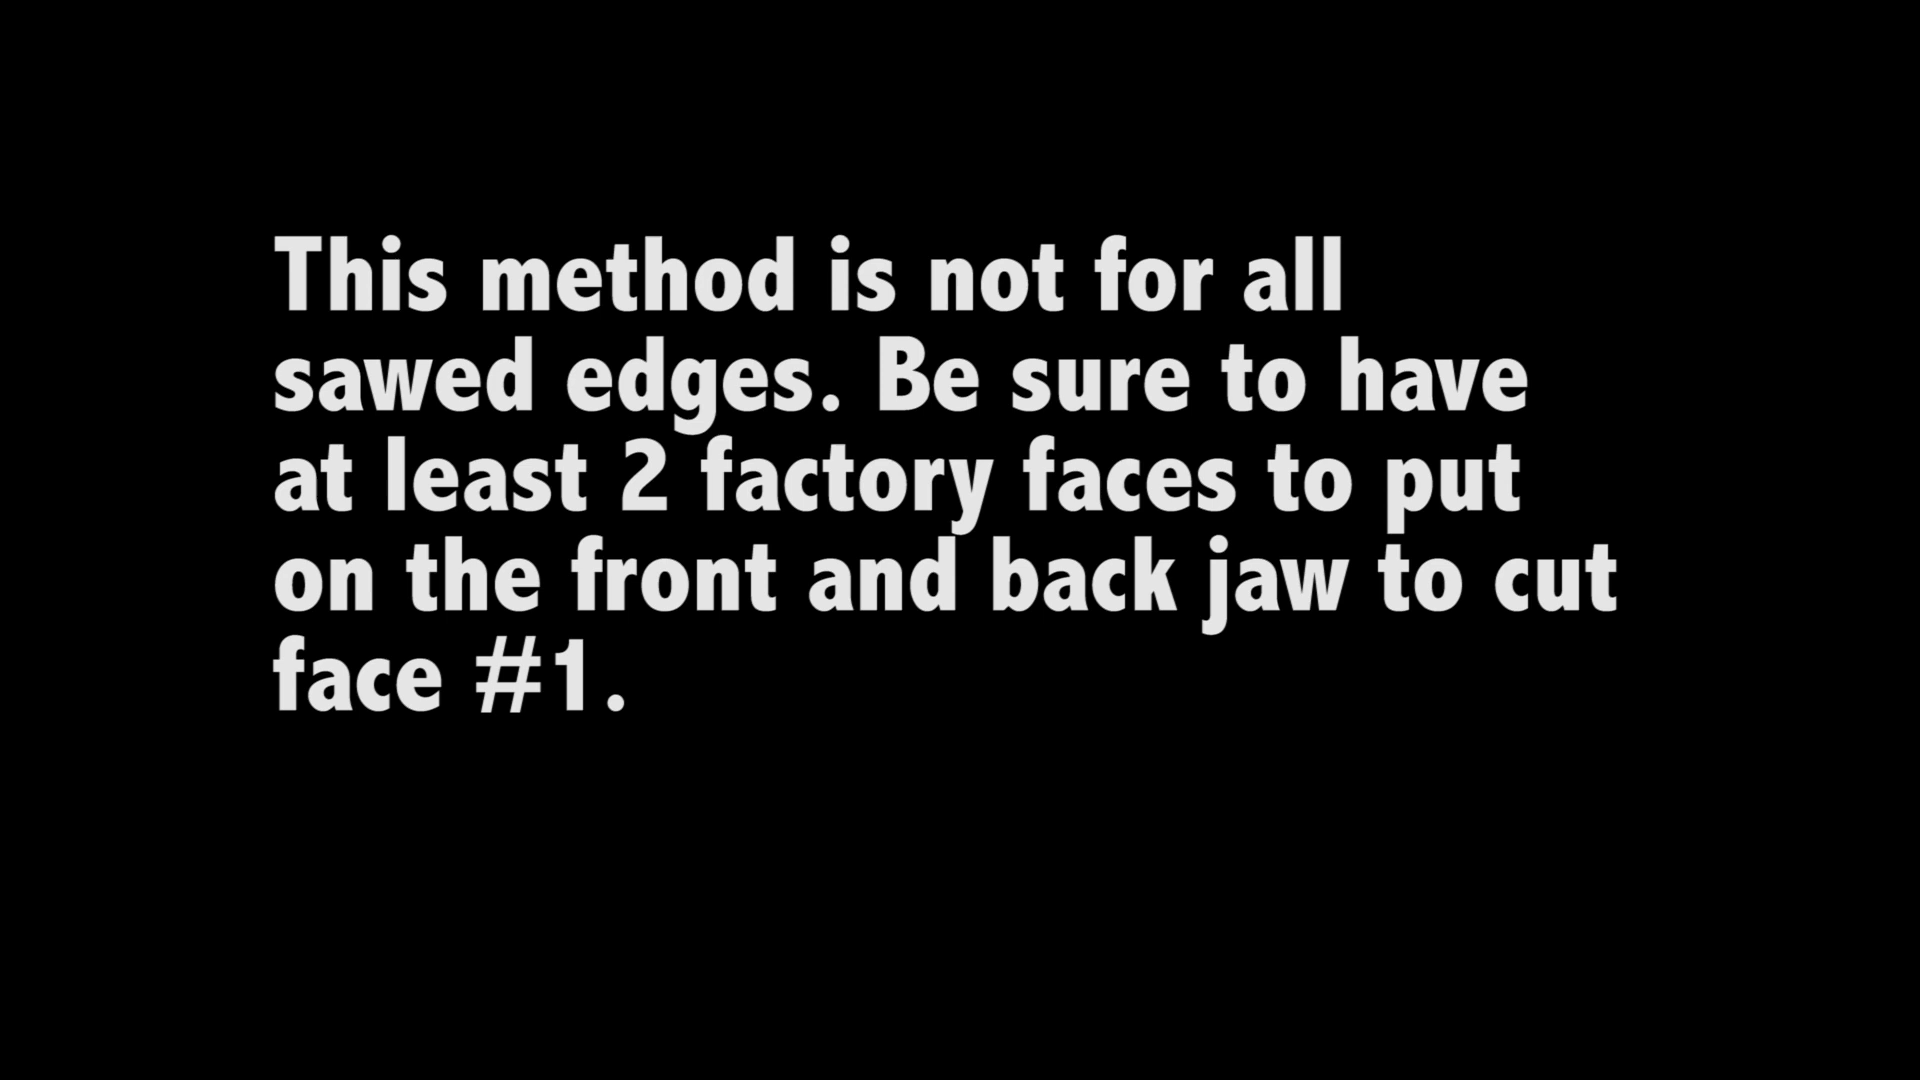 This method is not for all
sawed edges. Be sure to have
at least 2 factory faces to put
on the front and back jaw to cut
face #1.